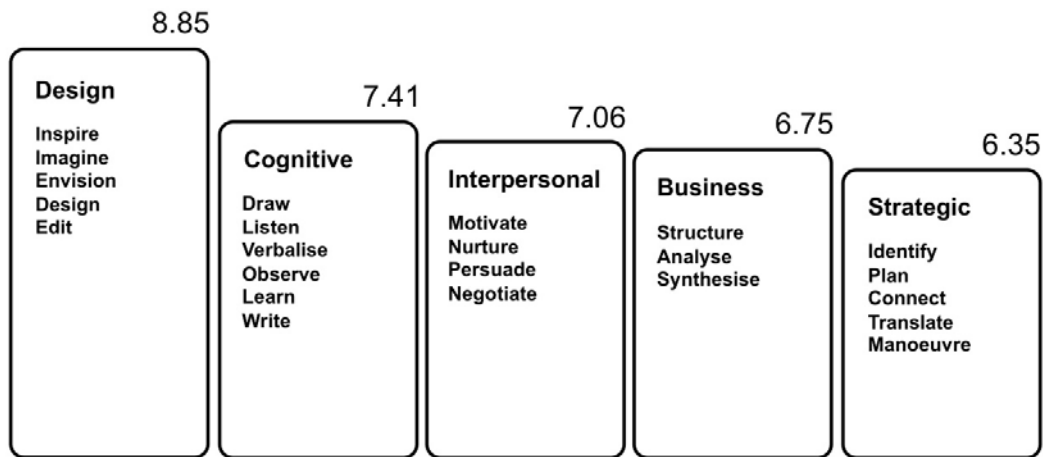 8.85
Design
Inspire
Imagine
Envision
Design
Edit
7.41
Cognitive
Draw
Listen
Verbalise
Observe
Learn
Write
7.06
Interpersonal
Motivate
Nurture
Persuade
Negotiate
6.75
Business
Structure
Analyse
Synthesise
6.35
Strategic
Identify
Plan
Connect
Translate
Manoeuvre